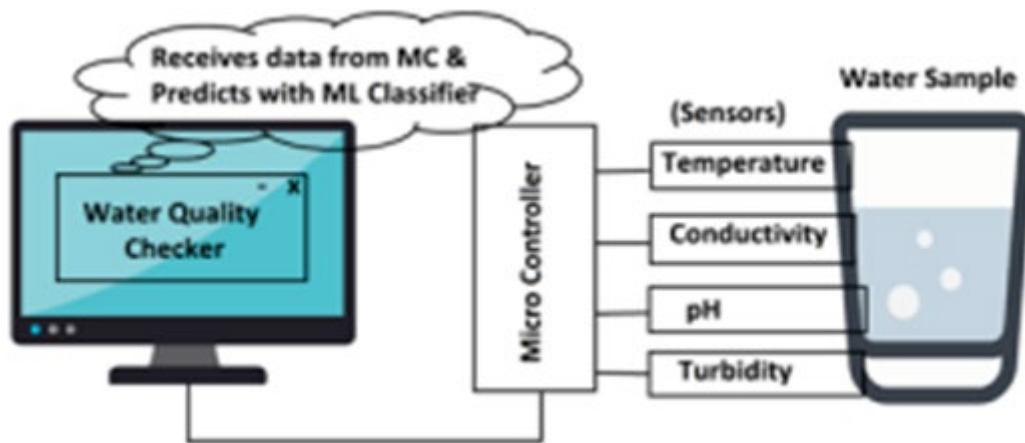 Receives data from MC &
Predicts with ML Classifier
Water Sample
(Sensors)
Temperature
Conductivity
pH
Turbidity
Micro Controller
- x
Water Quality
Checker